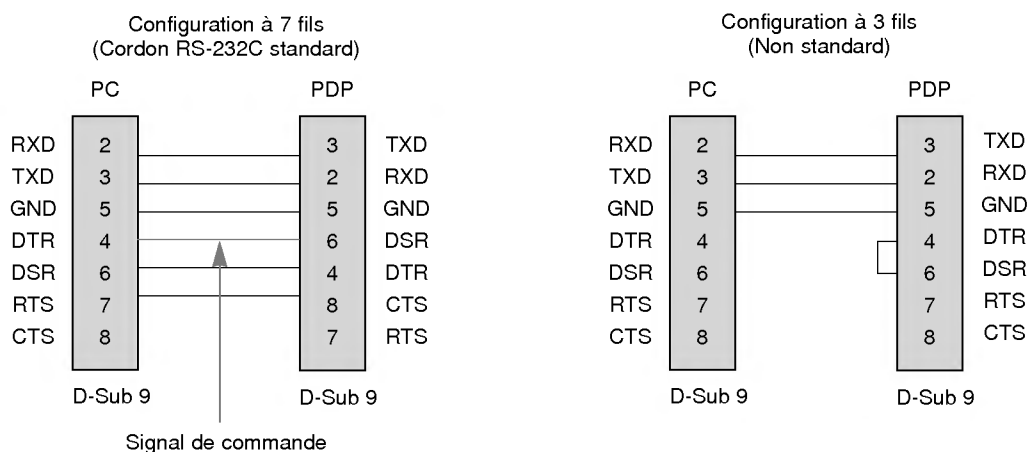 Configuration à 7 fils
(Cordon RS-232C standard)
PC PDP
RXD 2 3 TXD
TXD 3 2 RXD
GND 5 5 GND
DTR 4 6 DSR
DSR 6 4 DTR
RTS 7 8 CTS
CTS 8 7 RTS
D-Sub 9 D-Sub 9
Signal de commande
Configuration à 3 fils
(Non standard)
PC PDP
RXD 2 3 TXD
TXD 3 2 RXD
GND 5 5 GND
DTR 4 4 DTR
DSR 6 6 DSR
RTS 7 7 RTS
CTS 8 8 CTS
D-Sub 9 D-Sub 9